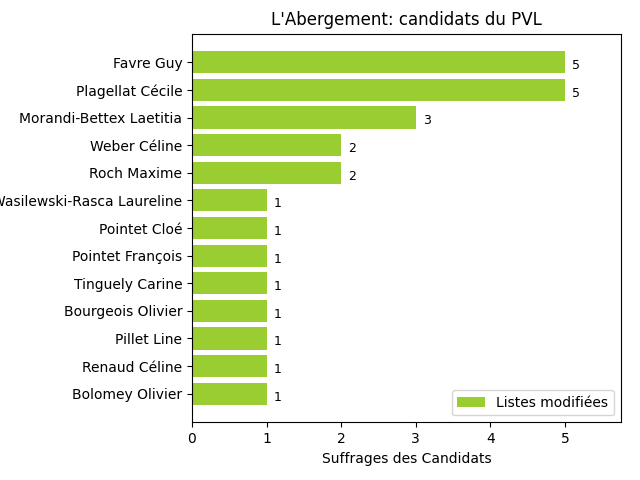 L'Abergement: candidats du PVL
Favre Guy 5
Plagellat Cécile 5
Morandi-Bettex Laetitia 3
Weber Céline 2
Roch Maxime 2
Wasilewski-Rasca Laureline 1
Pointet Cloé 1
Pointet François 1
Tinguely Carine 1
Bourgeois Olivier 1
Pillet Line 1
Renaud Céline 1
Bolomey Olivier 1
Listes modifiées
0 1 2 3 4 5
Suffrages des Candidats